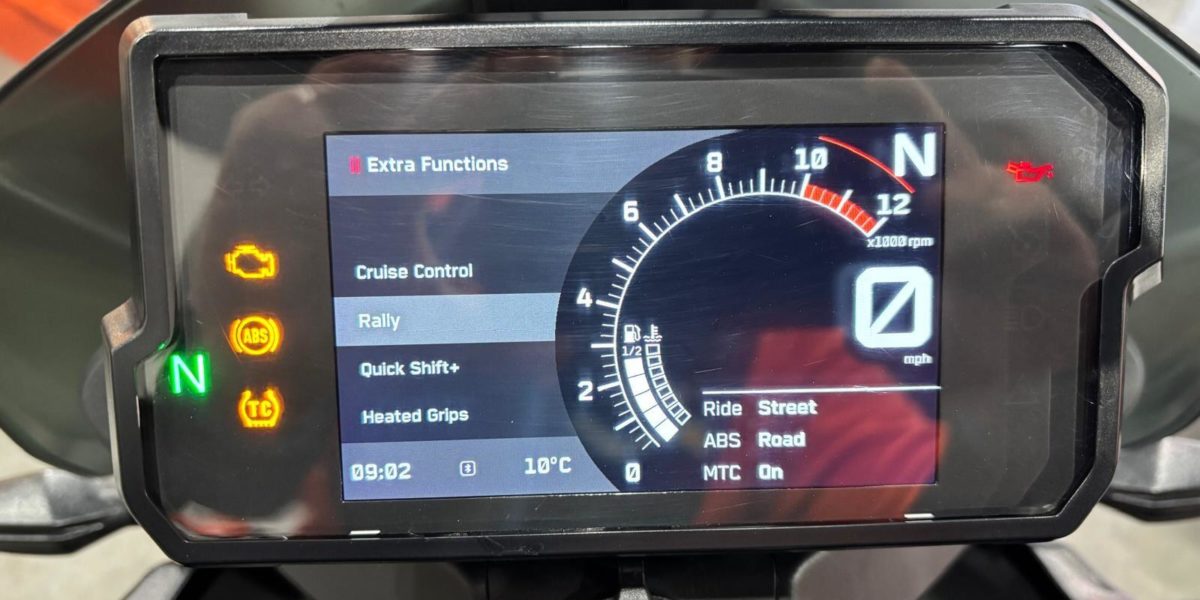 Extra Functions
Cruise Control
Rally
Quick Shift+
Heated Grips
09:02
10°C
ABS
N
TC
N
0
2
4
6
8
10
12
x1000 rpm
1/2
0
mph
Ride Street
ABS Road
MTC On